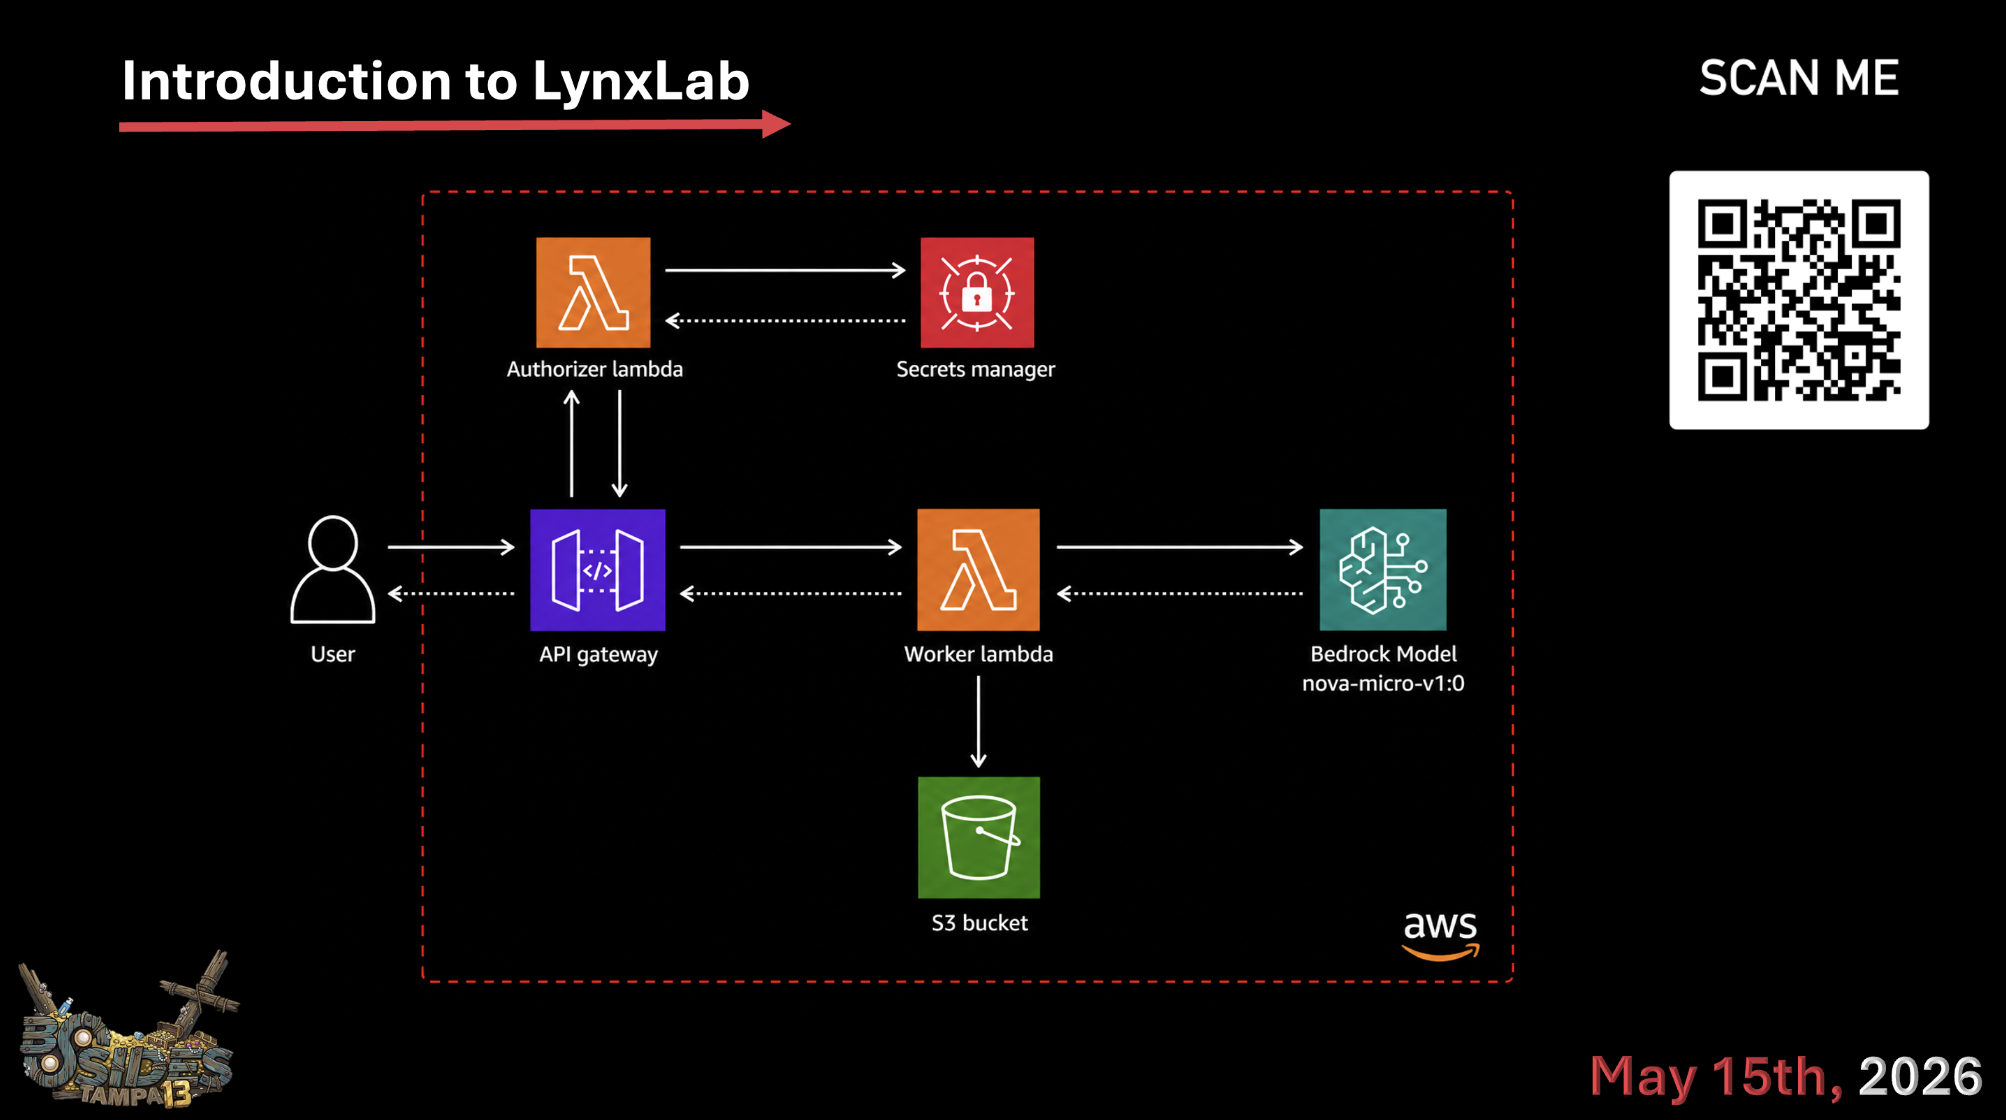 Introduction to LynxLab
SCAN ME
Authorizer lambda
Secrets manager
</>
User
API gateway
Worker lambda
Bedrock Model
nova-micro-v1:0
S3 bucket
aws
BSIDES
TAMPA 13
May 15th, 2026